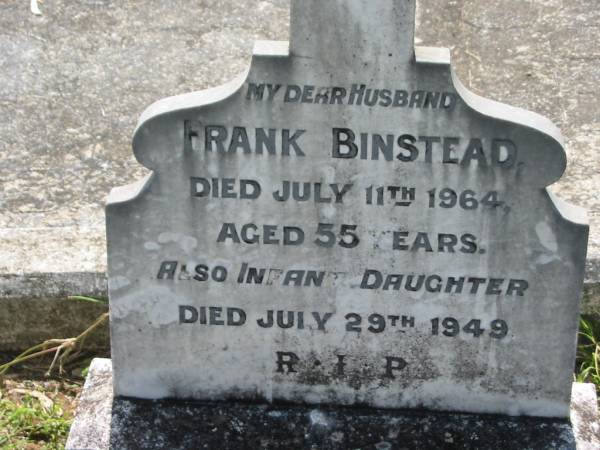 MY DEAR HUSBAND
FRANK BINSTEAD,
DIED JULY 11TH 1964,
AGED 55 YEARS.
ALSO INFANT DAUGHTER
DIED JULY 29TH 1949
R.I.P.